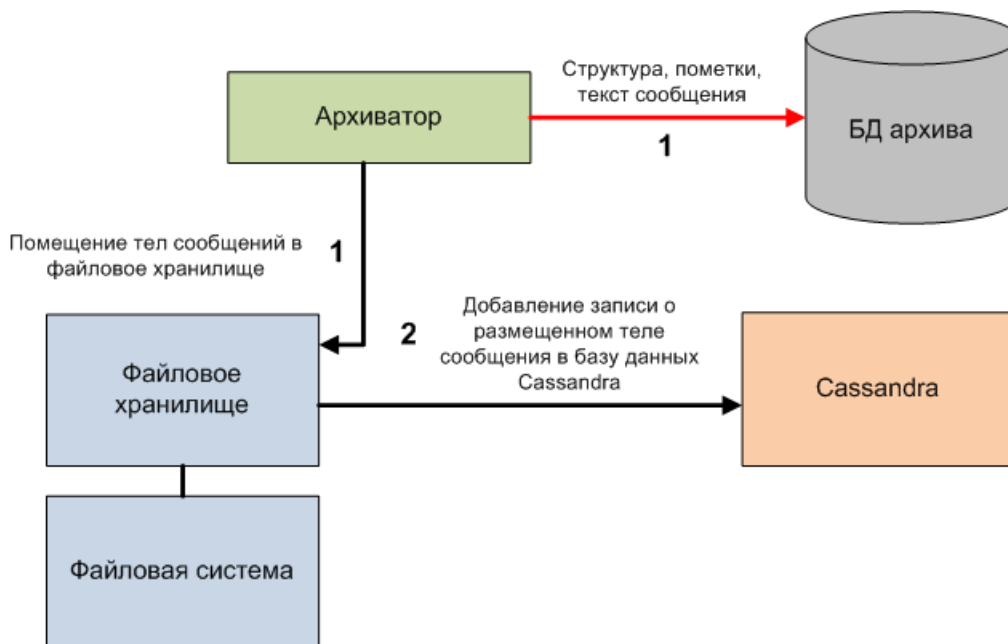 Структура, пометки,
текст сообщения
Архиватор
1
БД архива
Помещение тел сообщений в
файловое хранилище
1
2
Добавление записи о
размещенном теле
сообщения в базу данных
Cassandra
Файловое
хранилище
Cassandra
Файловая система